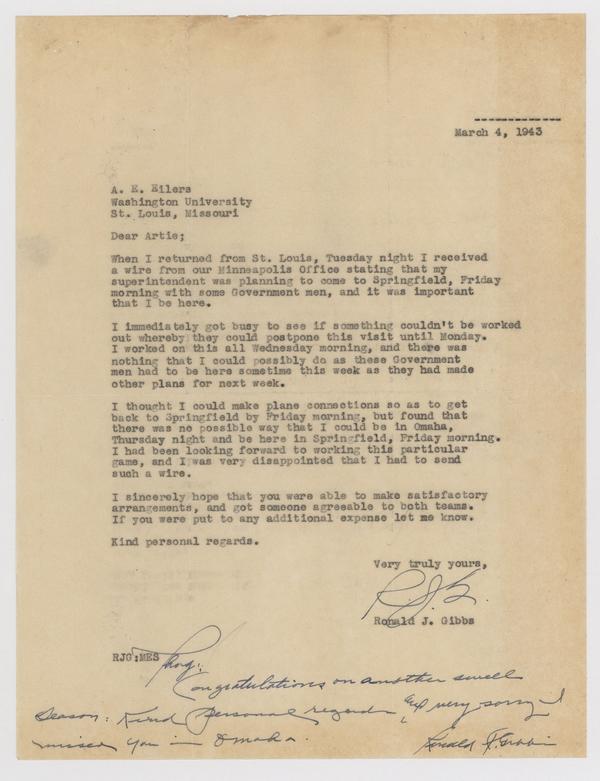 March 4, 1943
A. E. Eilers
Washington University
St. Louis, Missouri
Dear Artie;
When I returned from St. Louis, Tuesday night I received
a wire from our Minneapolis Office stating that my
superintendent was planning to come to Springfield, Friday
morning with some Government men, and it was important
that I be here.
I immediately got busy to see if something couldn't be worked
out whereby they could postpone this visit until Monday.
I worked on this all Wednesday morning, and there was
nothing that I could possibly do as these Government
men had to be here sometime this week as they had made
other plans for next week.
I thought I could make plane connections so as to get
back to Springfield by Friday morning, but found that
there was no possible way that I could be in Omaha,
Thursday night and be here in Springfield, Friday morning.
I had been looking forward to working this particular
game, and I was very disappointed that I had to send
such a wire.
I sincerely hope that you were able to make satisfactory
arrangements, and got someone agreeable to both teams.
If you were put to any additional expense let me know.
Kind personal regards.
Very truly yours,
R.J.G.
Ronald J. Gibbs
RJG:MES
Congratulations on another swell
season: Kind personal regards and very sorry I
missed you in Omaha.
Ronald J. Gibbs